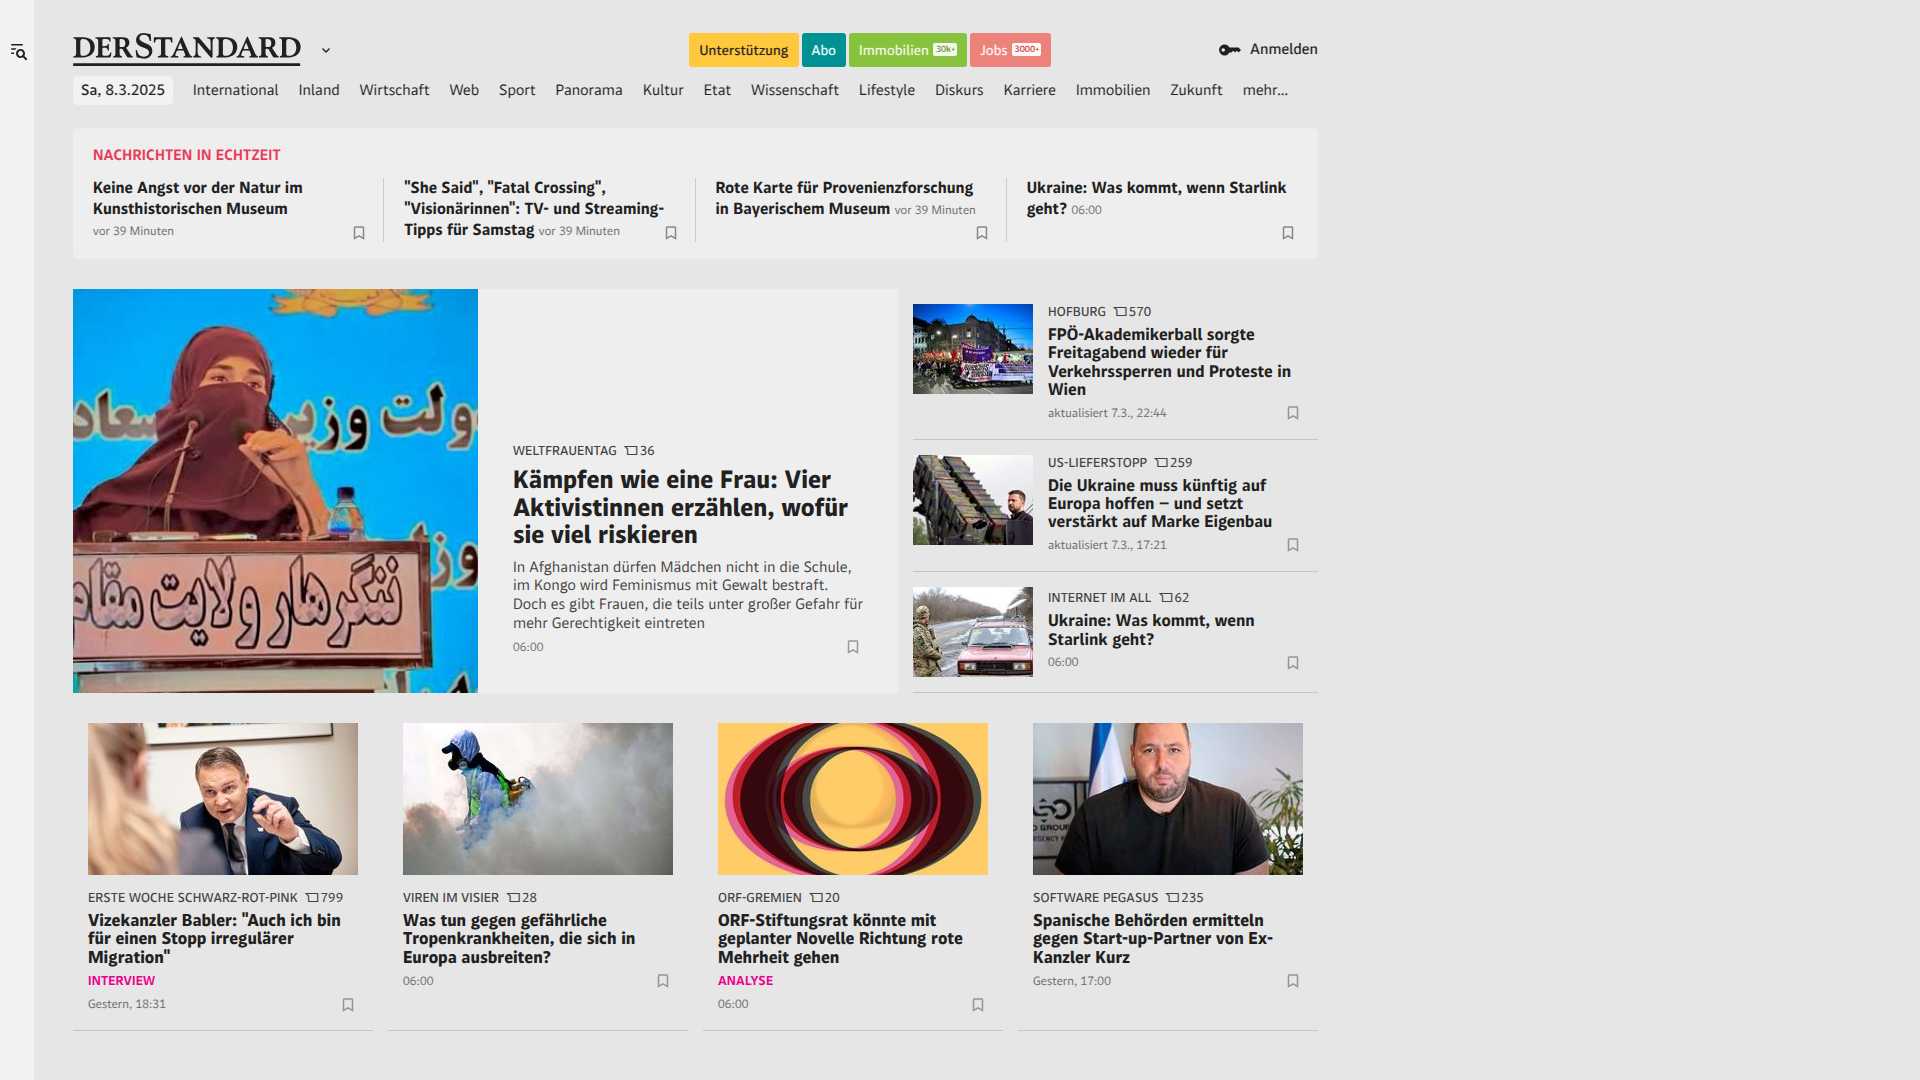 DERSTANDARD
Unterstützung
Abo
Immobilien 30k+
Jobs 3000+
Anmelden
Sa, 8.3.2025
International
Inland
Wirtschaft
Web
Sport
Panorama
Kultur
Etat
Wissenschaft
Lifestyle
Diskurs
Karriere
Immobilien
Zukunft
mehr...
NACHRICHTEN IN ECHTZEIT
Keine Angst vor der Natur im
Kunsthistorischen Museum
vor 39 Minuten
"She Said", "Fatal Crossing",
"Visionärinnen": TV- und Streaming-
Tipps für Samstag vor 39 Minuten
Rote Karte für Provenienzforschung
in Bayerischem Museum vor 39 Minuten
Ukraine: Was kommt, wenn Starlink
geht? 06:00
ننگرهار ولایت مقام
WELTFRAUENTAG 36
Kämpfen wie eine Frau: Vier
Aktivistinnen erzählen, wofür
sie viel riskieren
In Afghanistan dürfen Mädchen nicht in die Schule,
im Kongo wird Feminismus mit Gewalt bestraft.
Doch es gibt Frauen, die teils unter großer Gefahr für
mehr Gerechtigkeit eintreten
06:00
HOFBURG 570
FPÖ-Akademikerball sorgte
Freitagabend wieder für
Verkehrssperren und Proteste in
Wien
aktualisiert 7.3., 22:44
US-LIEFERSTOPP 259
Die Ukraine muss künftig auf
Europa hoffen – und setzt
verstärkt auf Marke Eigenbau
aktualisiert 7.3., 17:21
INTERNET IM ALL 62
Ukraine: Was kommt, wenn
Starlink geht?
06:00
ERSTE WOCHE SCHWARZ-ROT-PINK 799
Vizekanzler Babler: "Auch ich bin
für einen Stopp irregulärer
Migration"
INTERVIEW
Gestern, 18:31
VIREN IM VISIER 28
Was tun gegen gefährliche
Tropenkrankheiten, die sich in
Europa ausbreiten?
06:00
ORF-GREMIEN 20
ORF-Stiftungsrat könnte mit
geplanter Novelle Richtung rote
Mehrheit gehen
ANALYSE
06:00
SOFTWARE PEGASUS 235
Spanische Behörden ermitteln
gegen Start-up-Partner von Ex-
Kanzler Kurz
Gestern, 17:00